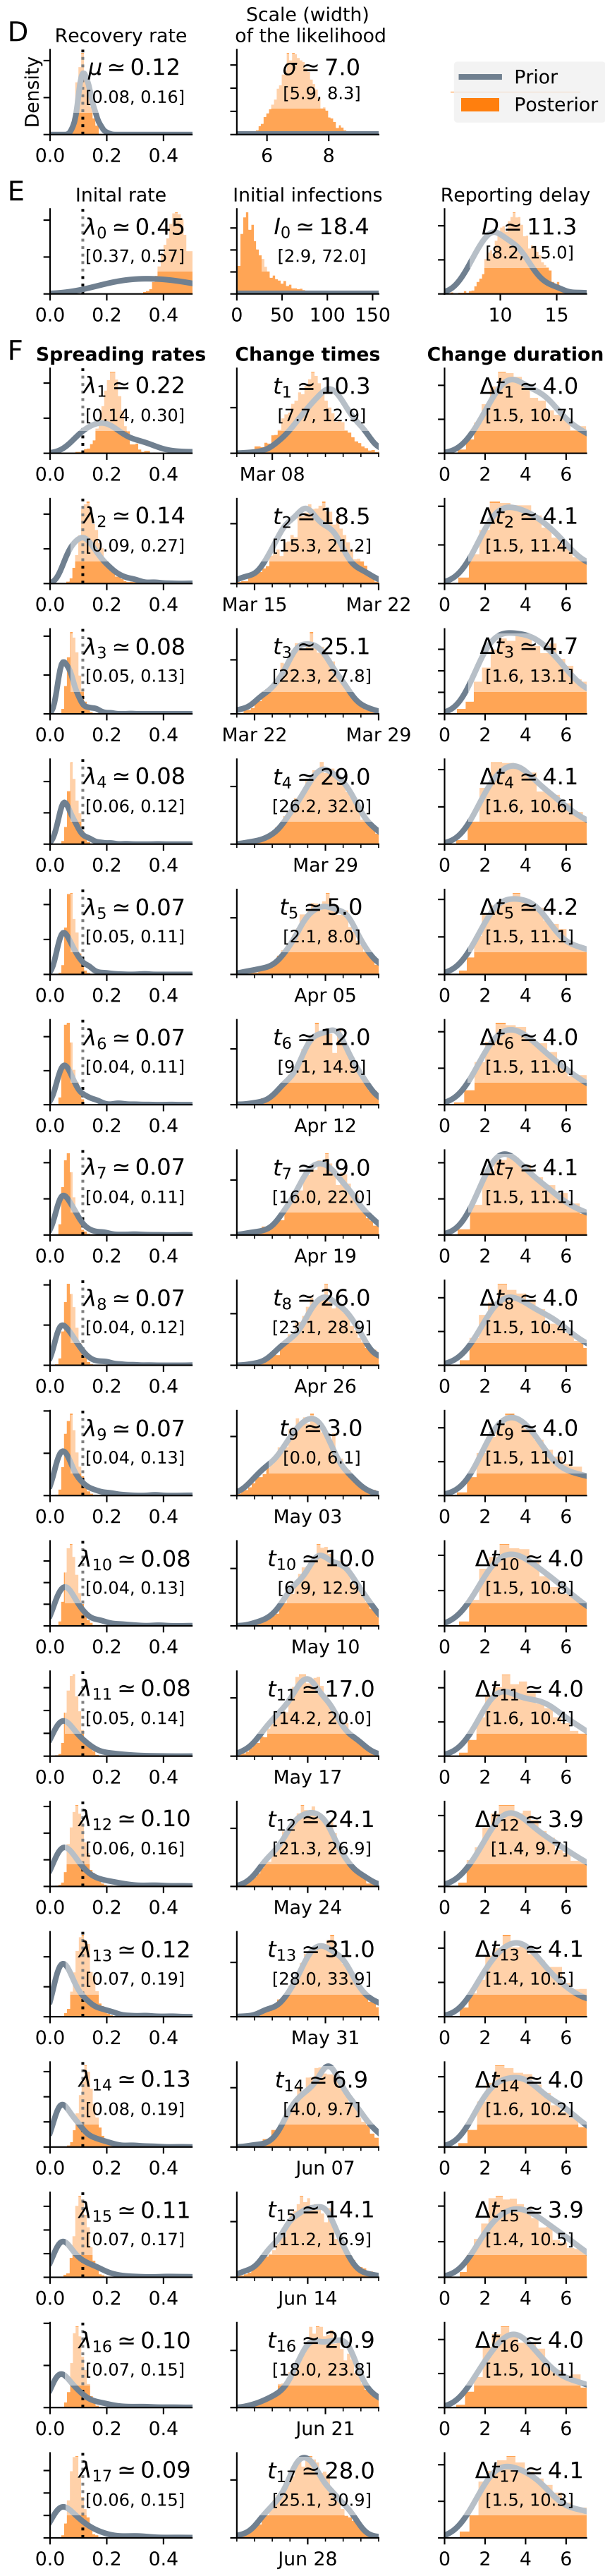 D
Recovery rate
Density
μ ≃ 0.12
[0.08, 0.16]
0.0 0.2 0.4
Scale (width)
of the likelihood
σ ≃ 7.0
[5.9, 8.3]
6 8
Prior
Posterior
E
Inital rate
λ0 ≃ 0.45
[0.37, 0.57]
0.0 0.2 0.4
Initial infections
I0 ≃ 18.4
[2.9, 72.0]
0 50 100 150
Reporting delay
D ≃ 11.3
[8.2, 15.0]
10 15
F
Spreading rates Change times Change duration
λ1 ≃ 0.22 t1 ≃ 10.3 Δt1 ≃ 4.0
[0.14, 0.30] [7.7, 12.9] [1.5, 10.7]
0.0 0.2 0.4 Mar 08 0 2 4 6
λ2 ≃ 0.14 t2 ≃ 18.5 Δt2 ≃ 4.1
[0.09, 0.27] [15.3, 21.2] [1.5, 11.4]
0.0 0.2 0.4 Mar 15 Mar 22 0 2 4 6
λ3 ≃ 0.08 t3 ≃ 25.1 Δt3 ≃ 4.7
[0.05, 0.13] [22.3, 27.8] [1.6, 13.1]
0.0 0.2 0.4 Mar 22 Mar 29 0 2 4 6
λ4 ≃ 0.08 t4 ≃ 29.0 Δt4 ≃ 4.1
[0.06, 0.12] [26.2, 32.0] [1.6, 10.6]
0.0 0.2 0.4 Mar 29 0 2 4 6
λ5 ≃ 0.07 t5 ≃ 5.0 Δt5 ≃ 4.2
[0.05, 0.11] [2.1, 8.0] [1.5, 11.1]
0.0 0.2 0.4 Apr 05 0 2 4 6
λ6 ≃ 0.07 t6 ≃ 12.0 Δt6 ≃ 4.0
[0.04, 0.11] [9.1, 14.9] [1.5, 11.0]
0.0 0.2 0.4 Apr 12 0 2 4 6
λ7 ≃ 0.07 t7 ≃ 19.0 Δt7 ≃ 4.1
[0.04, 0.11] [16.0, 22.0] [1.5, 11.1]
0.0 0.2 0.4 Apr 19 0 2 4 6
λ8 ≃ 0.07 t8 ≃ 26.0 Δt8 ≃ 4.0
[0.04, 0.12] [23.1, 28.9] [1.5, 10.4]
0.0 0.2 0.4 Apr 26 0 2 4 6
λ9 ≃ 0.07 t9 ≃ 3.0 Δt9 ≃ 4.0
[0.04, 0.13] [0.0, 6.1] [1.5, 11.0]
0.0 0.2 0.4 May 03 0 2 4 6
λ10 ≃ 0.08 t10 ≃ 10.0 Δt10 ≃ 4.0
[0.04, 0.13] [6.9, 12.9] [1.5, 10.8]
0.0 0.2 0.4 May 10 0 2 4 6
λ11 ≃ 0.08 t11 ≃ 17.0 Δt11 ≃ 4.0
[0.05, 0.14] [14.2, 20.0] [1.6, 10.4]
0.0 0.2 0.4 May 17 0 2 4 6
λ12 ≃ 0.10 t12 ≃ 24.1 Δt12 ≃ 3.9
[0.06, 0.16] [21.3, 26.9] [1.4, 9.7]
0.0 0.2 0.4 May 24 0 2 4 6
λ13 ≃ 0.12 t13 ≃ 31.0 Δt13 ≃ 4.1
[0.07, 0.19] [28.0, 33.9] [1.4, 10.5]
0.0 0.2 0.4 May 31 0 2 4 6
λ14 ≃ 0.13 t14 ≃ 6.9 Δt14 ≃ 4.0
[0.08, 0.19] [4.0, 9.7] [1.6, 10.2]
0.0 0.2 0.4 Jun 07 0 2 4 6
λ15 ≃ 0.11 t15 ≃ 14.1 Δt15 ≃ 3.9
[0.07, 0.17] [11.2, 16.9] [1.4, 10.5]
0.0 0.2 0.4 Jun 14 0 2 4 6
λ16 ≃ 0.10 t16 ≃ 20.9 Δt16 ≃ 4.0
[0.07, 0.15] [18.0, 23.8] [1.5, 10.1]
0.0 0.2 0.4 Jun 21 0 2 4 6
λ17 ≃ 0.09 t17 ≃ 28.0 Δt17 ≃ 4.1
[0.06, 0.15] [25.1, 30.9] [1.5, 10.3]
0.0 0.2 0.4 Jun 28 0 2 4 6